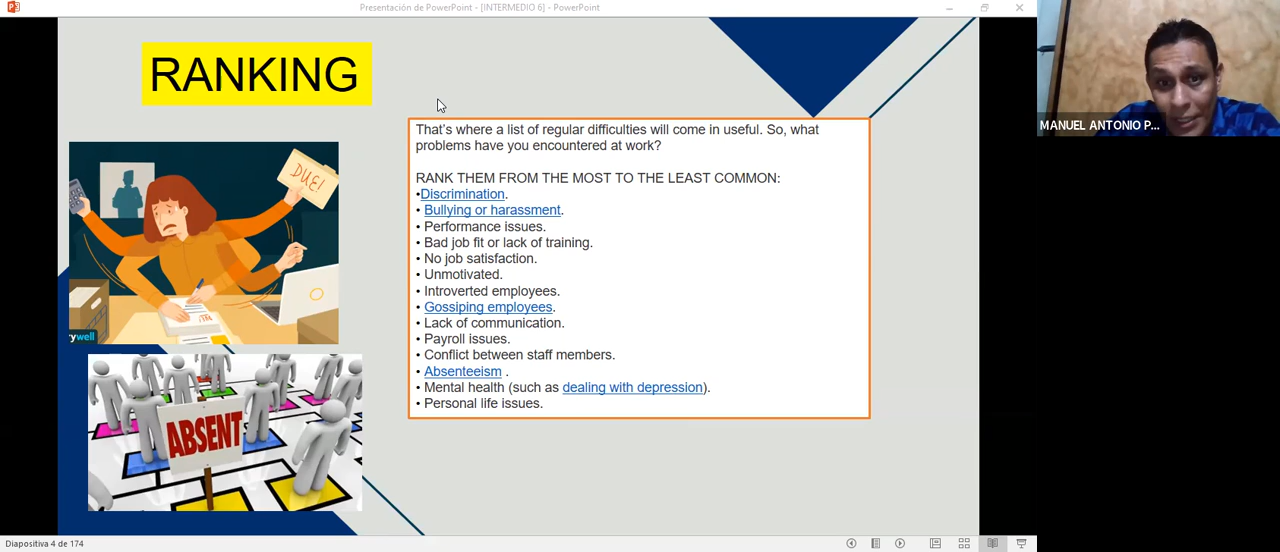 Presentación de PowerPoint - [INTERMEDIO 6] - PowerPoint
RANKING
DUE!
rywell
ABSENT
That's where a list of regular difficulties will come in useful. So, what
problems have you encountered at work?
RANK THEM FROM THE MOST TO THE LEAST COMMON:
•Discrimination.
• Bullying or harassment.
• Performance issues.
• Bad job fit or lack of training.
• No job satisfaction.
• Unmotivated.
• Introverted employees.
• Gossiping employees.
• Lack of communication.
• Payroll issues.
• Conflict between staff members.
• Absenteeism .
• Mental health (such as dealing with depression).
• Personal life issues.
MANUEL ANTONIO P...
Diapositiva 4 de 174